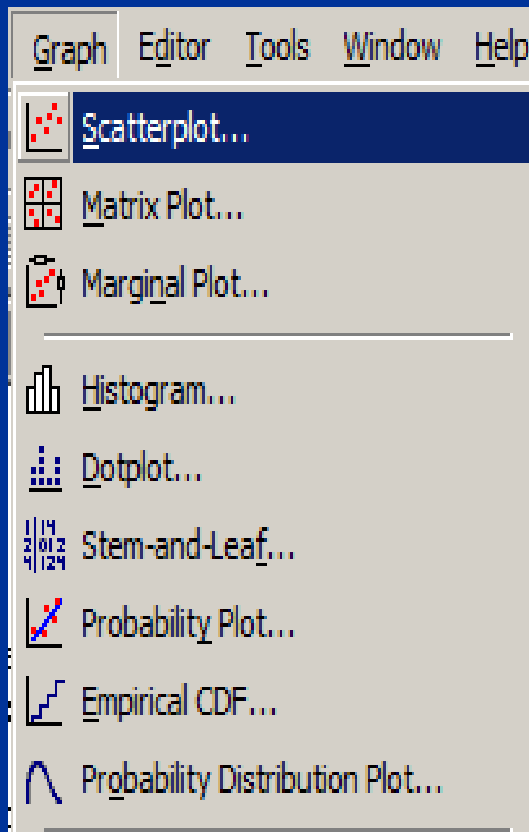 Graph Editor Tools Window Help
Scatterplot...
Matrix Plot...
Marginal Plot...
Histogram...
Dotplot...
Stem-and-Leaf...
Probability Plot...
Empirical CDF...
Probability Distribution Plot...